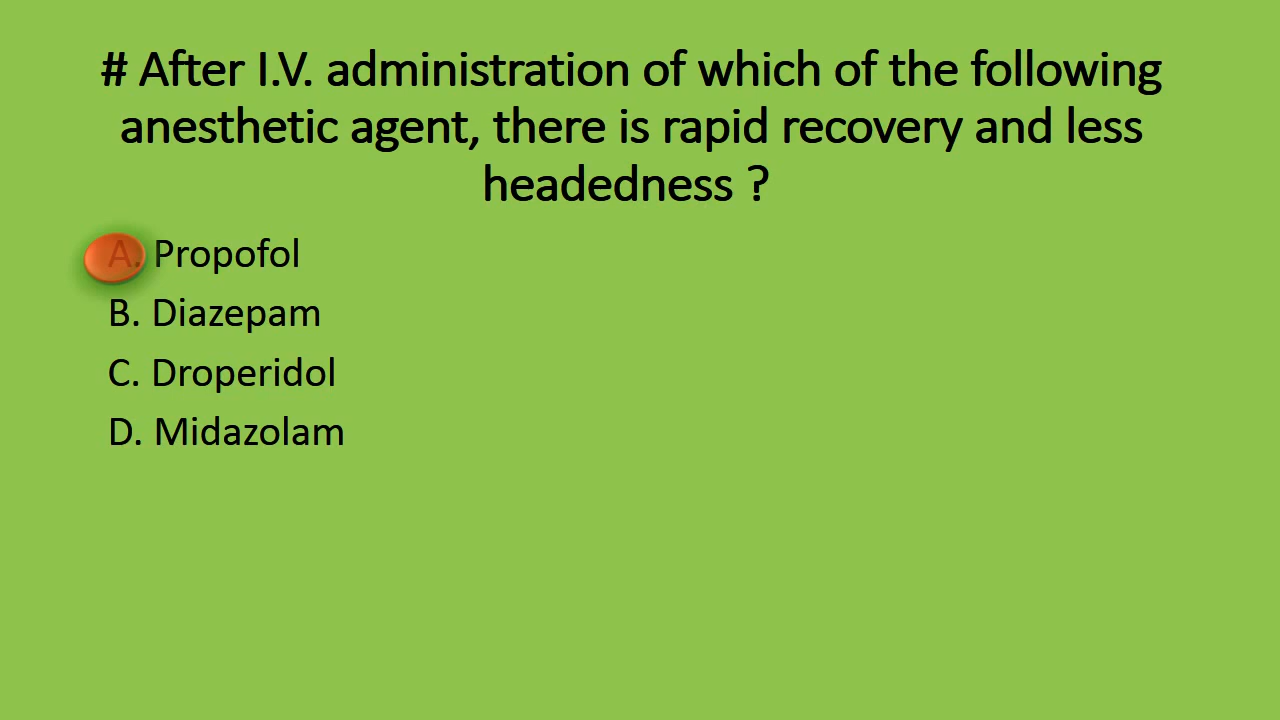 # After I.V. administration of which of the following
anesthetic agent, there is rapid recovery and less
headedness ?
A. Propofol
B. Diazepam
C. Droperidol
D. Midazolam